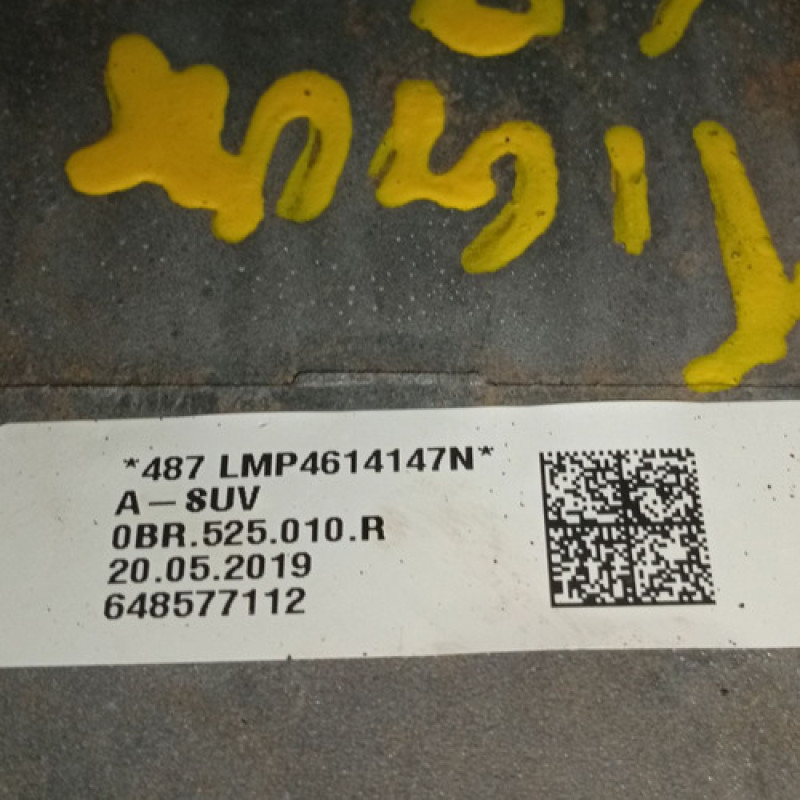 *487 LMP4614147N*
A-SUV
0BR.525.010.R
20.05.2019
648577112